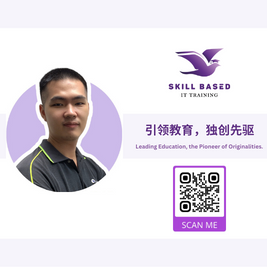 SKILL BASED
IT TRAINING
引领教育，独创先驱
Leading Education, the Pioneer of Originalities.
SCAN ME